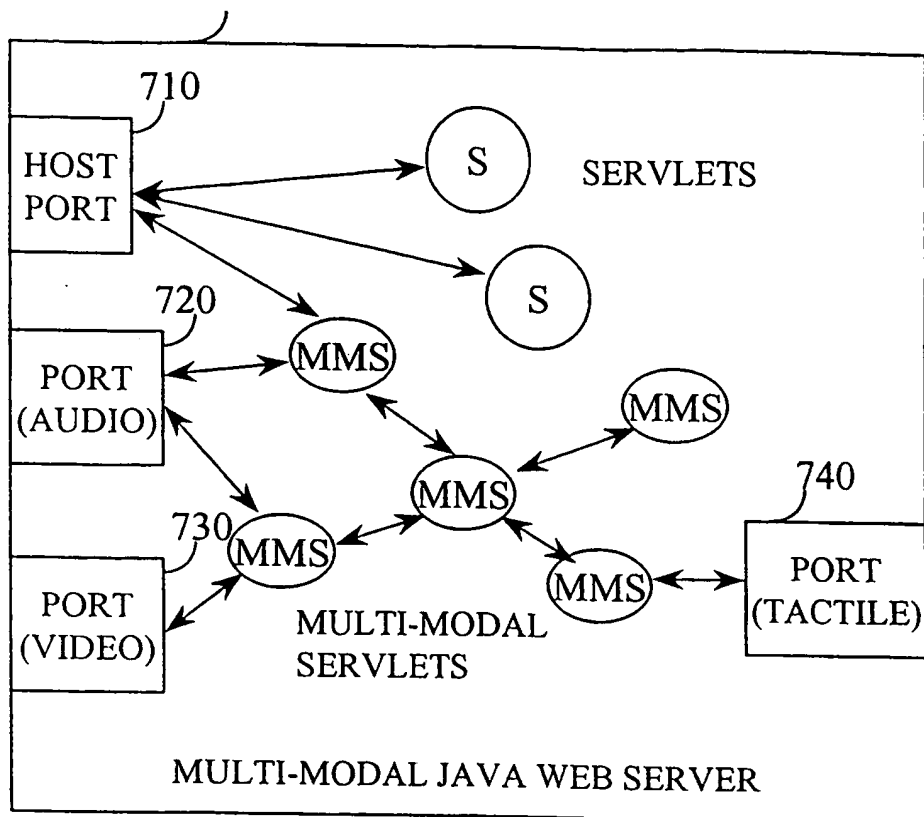 710
HOST
PORT
S
SERVLETS
S
720
PORT
(AUDIO)
MMS
MMS
MMS
740
730
PORT
(VIDEO)
MMS
MMS
PORT
(TACTILE)
MULTI-MODAL
SERVLETS
MULTI-MODAL JAVA WEB SERVER